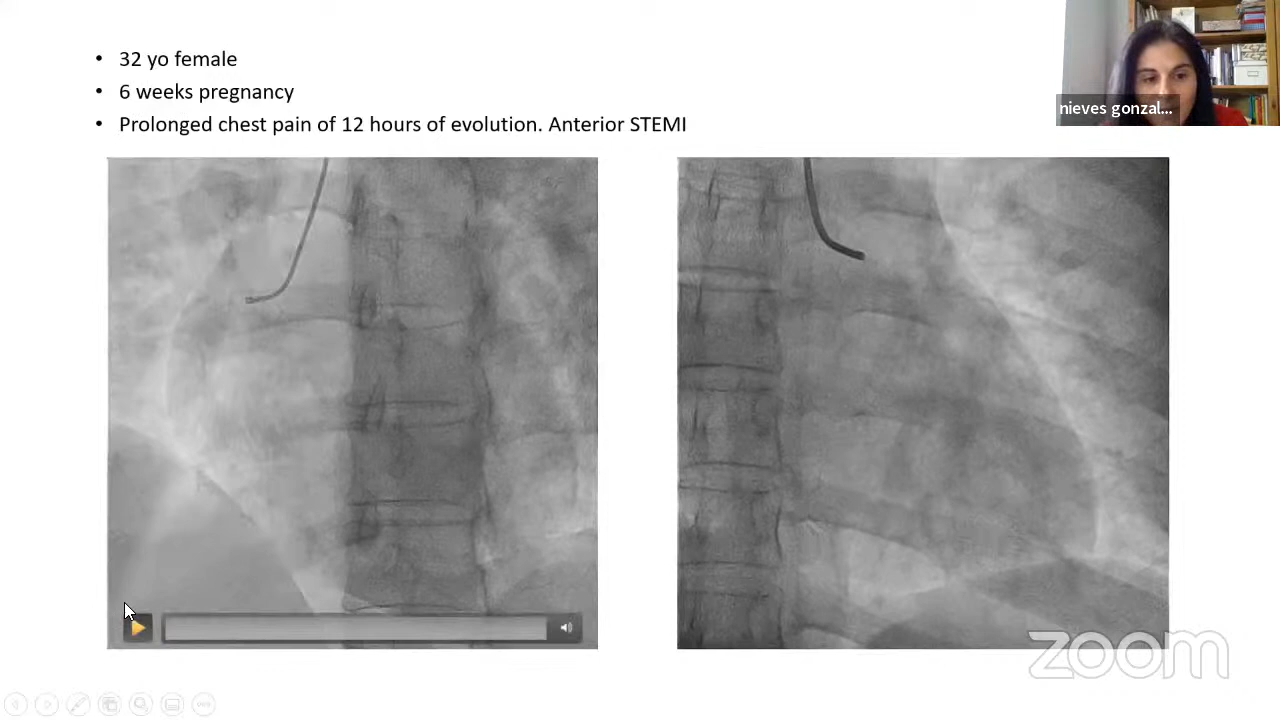 • 32 yo female
• 6 weeks pregnancy
• Prolonged chest pain of 12 hours of evolution. Anterior STEMI
nieves gonzal...
zoom